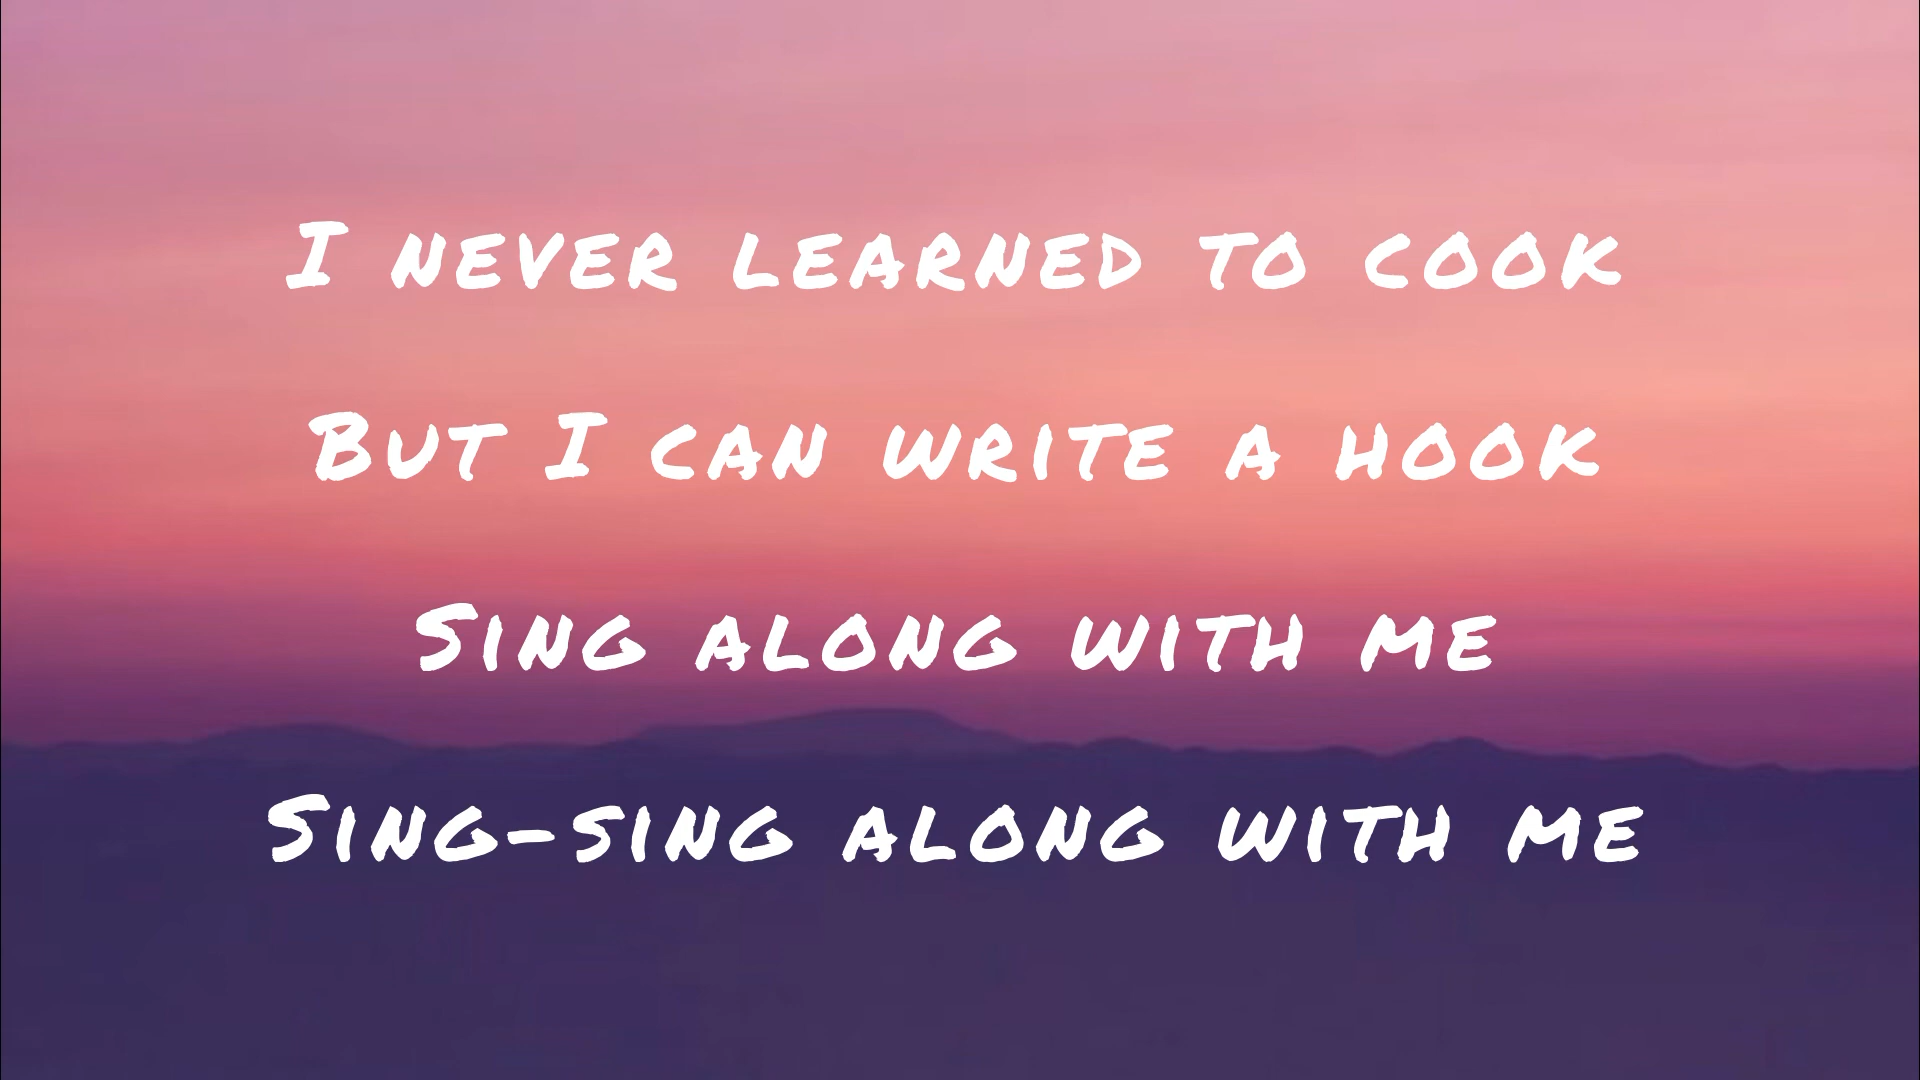 I never learned to cook
But I can write a hook
Sing along with me
Sing-sing along with me